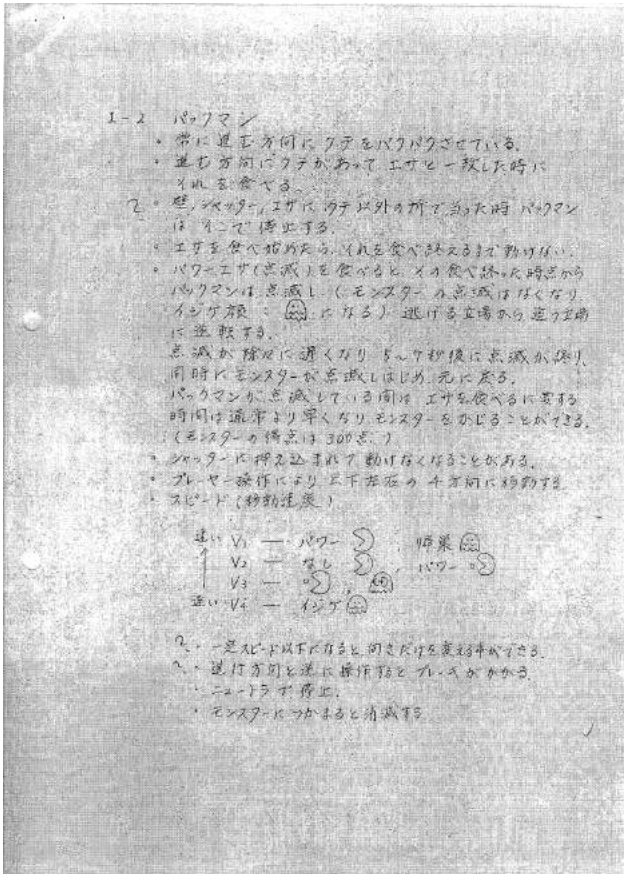 1-2 パックマン
・常に進む方向にクチをパクパクさせている。
・進む方向にクチがあって、エサと一致した時に
それを食べる。
?・壁,シャッター,エサにクチ以外の所で当った時 パックマン
は そこで停止する。
・エサを食べ始めたら、それを食べ終えるまで動けない。
・パワーエサ(点滅)を食べると、その食べ終った時点から
パックマンは点滅し(モンスターの点滅はなくなり
イジケ顔: になる) 逃げる立場から追う立場
に逆転する。
点滅が除々に遅くなり 5~7秒後に点滅が終り、
同時にモンスターが点滅しはじめ、元に戻る。
パックマンが点滅している間は、エサを食べるに要する
時間は通常より早くなりモンスターをかじることができる。
(モンスターの得点は300点。)
・シャッターに押え込まれて動けなくなることがある。
・プレーヤー操作により上下左右の4方向に移動する
・スピード(移動速度)
速い V1 — パワー , 帰巣
V2 — なし , パワー
V3 — ,
遅い V4 — イジケ
?・一定スピード以下になると向きだけを変える事ができる。
?・進行方向と逆に操作するとブレーキがかかる。
・ニュートラで停止。
・モンスターにつかまると消滅する